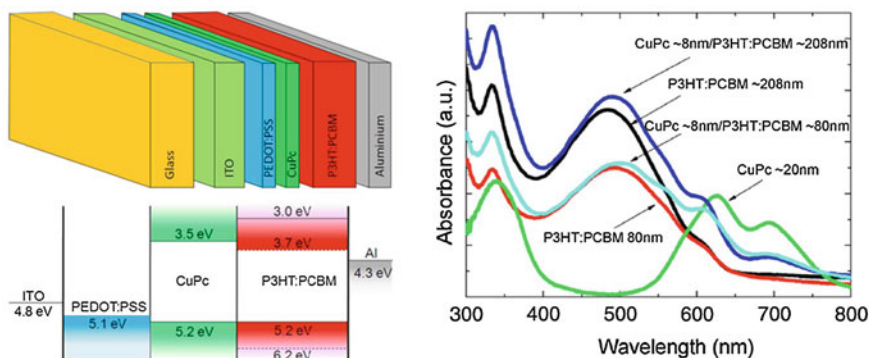 Glass
ITO
PEDOT:PSS
CuPc
P3HT:PCBM
Aluminium
3.0 eV
3.5 eV
3.7 eV
Al
4.3 eV
CuPc
P3HT:PCBM
ITO
4.8 eV
PEDOT:PSS
5.1 eV
5.2 eV
5.2 eV
6.2 eV
Absorbance (a.u.)
CuPc ~8nm/P3HT:PCBM ~208nm
P3HT:PCBM ~208nm
CuPc ~8nm/P3HT:PCBM ~80nm
CuPc ~20nm
P3HT:PCBM 80nm
300 400 500 600 700 800
Wavelength (nm)